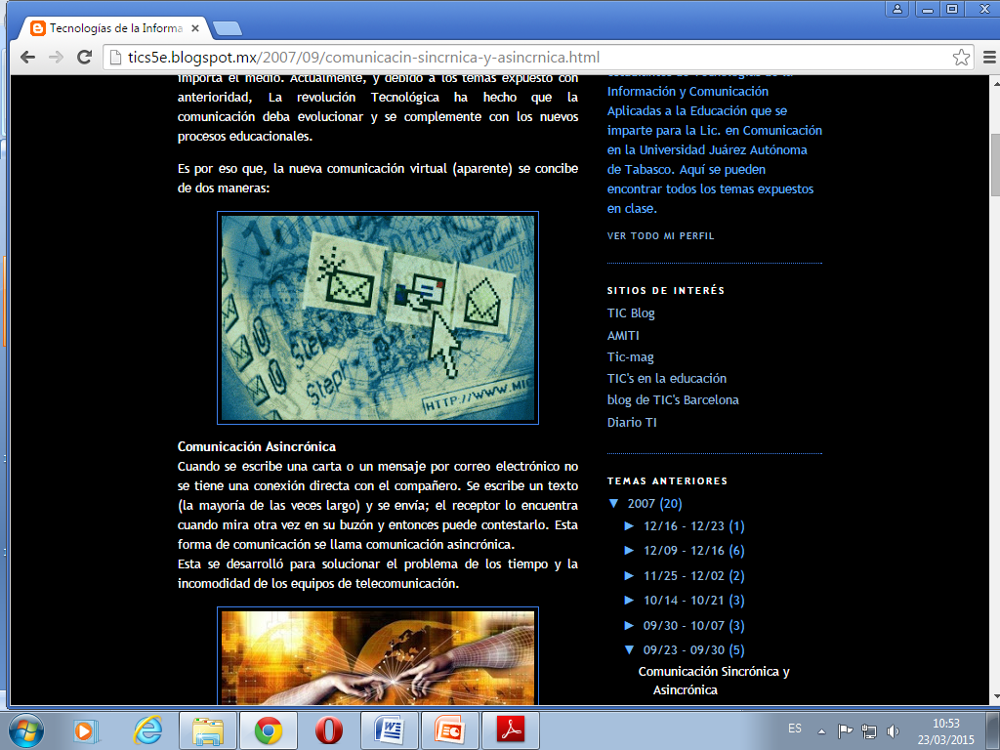 Tecnologías de la Informa
tics5e.blogspot.mx/2007/09/comunicacin-sincrnica-y-asincrnica.html
importa el medio. Actualmente, y debido a los temas expuesto con
anterioridad, La revolución Tecnológica ha hecho que la
comunicación deba evolucionar y se complemente con los nuevos
procesos educacionales.
Es por eso que, la nueva comunicación virtual (aparente) se concibe
de dos maneras:
Steph
Steph
HTTP://WWW.MIC
Comunicación Asincrónica
Cuando se escribe una carta o un mensaje por correo electrónico no
se tiene una conexión directa con el compañero. Se escribe un texto
(la mayoría de las veces largo) y se envía; el receptor lo encuentra
cuando mira otra vez en su buzón y entonces puede contestarlo. Esta
forma de comunicación se llama comunicación asincrónica.
Esta se desarrolló para solucionar el problema de los tiempo y la
incomodidad de los equipos de telecomunicación.
estudiantes de Tecnologías de la
Información y Comunicación
Aplicadas a la Educación que se
imparte para la Lic. en Comunicación
en la Universidad Juárez Autónoma
de Tabasco. Aquí se pueden
encontrar todos los temas expuestos
en clase.
VER TODO MI PERFIL
SITIOS DE INTERÉS
TIC Blog
AMITI
Tic-mag
TIC's en la educación
blog de TIC's Barcelona
Diario TI
TEMAS ANTERIORES
▼ 2007 (20)
► 12/16 - 12/23 (1)
► 12/09 - 12/16 (6)
► 11/25 - 12/02 (2)
► 10/14 - 10/21 (3)
► 09/30 - 10/07 (3)
▼ 09/23 - 09/30 (5)
Comunicación Sincrónica y
Asincrónica
ES
10:53
23/03/2015